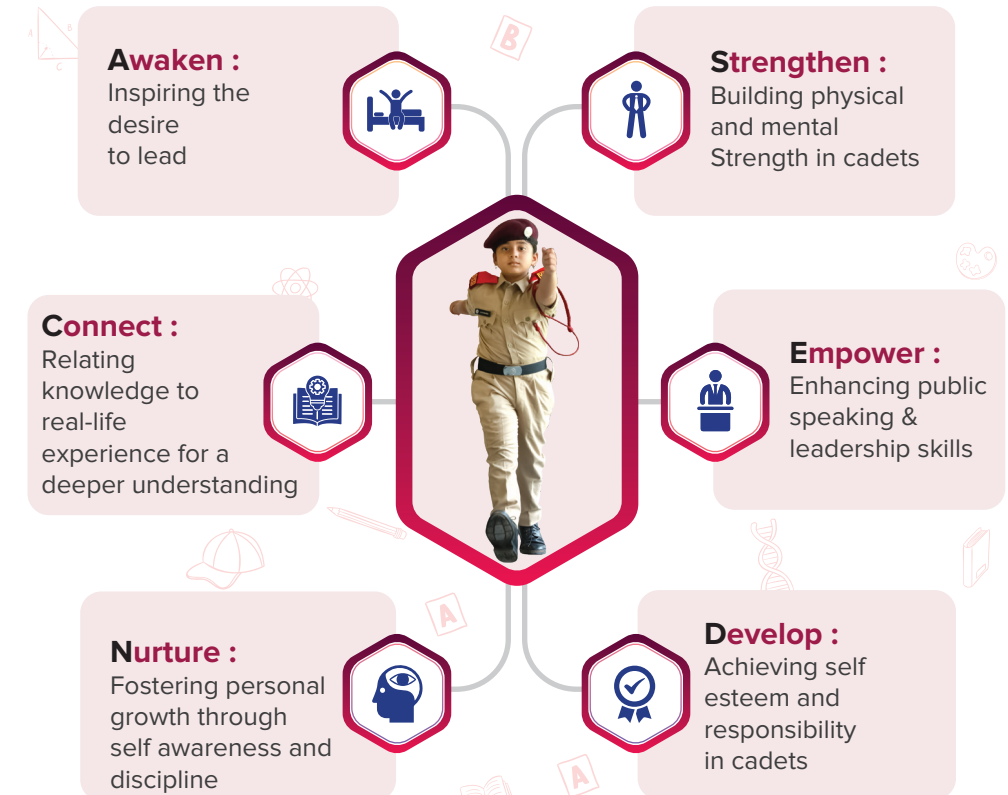 Awaken :
Inspiring the
desire
to lead
Strengthen :
Building physical
and mental
Strength in cadets
Connect :
Relating
knowledge to
real-life
experience for a
deeper understanding
Empower :
Enhancing public
speaking &
leadership skills
Nurture :
Fostering personal
growth through
self awareness and
discipline
Develop :
Achieving self
esteem and
responsibility
in cadets
A
B
C
B
A
A